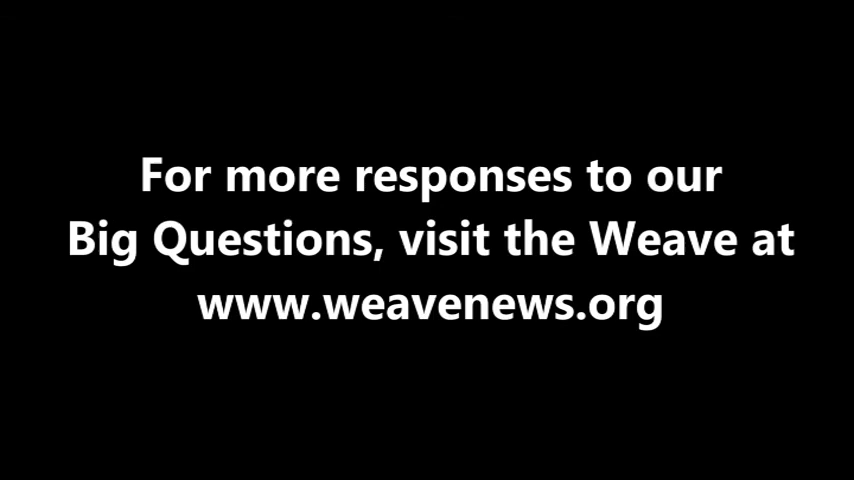 For more responses to our
Big Questions, visit the Weave at
www.weavenews.org